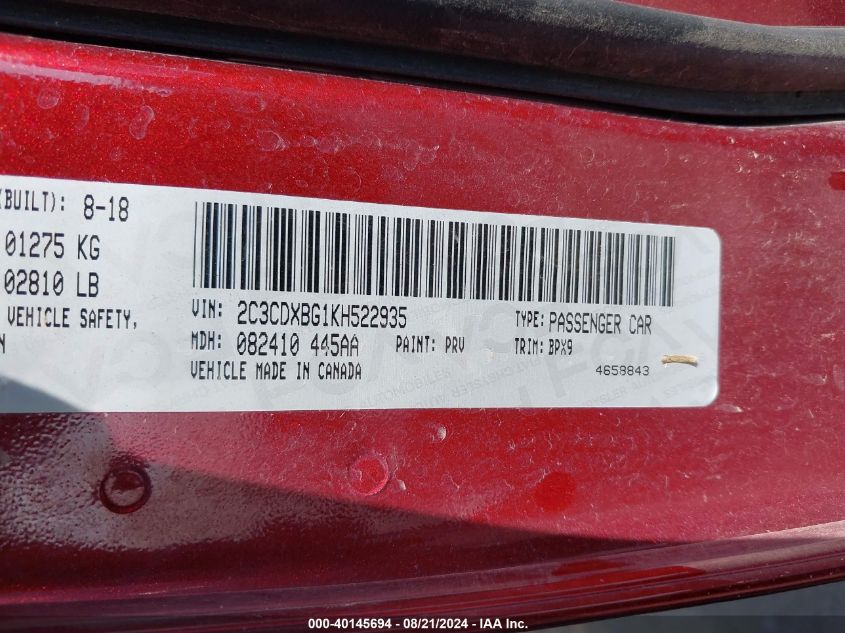 (BUILT): 8-18
01275 KG
02810 LB
VEHICLE SAFETY,
N
VIN: 2C3CDXBG1KH522935
TYPE: PASSENGER CAR
MDH: 082410 445AA PAINT: PRV TRIM: BPX9
VEHICLE MADE IN CANADA
4658843
000-40145694 - 08/21/2024 - IAA Inc.